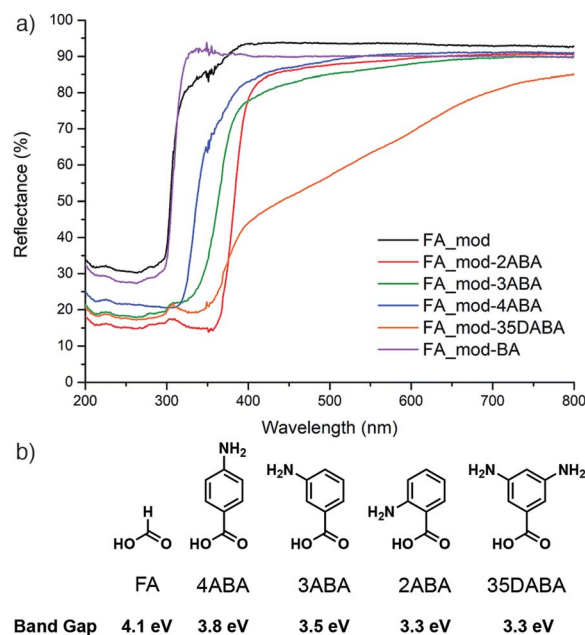 a)
100
90
80
70
60
50
40
30
20
10
0
Reflectance (%)
FA_mod
FA_mod-2ABA
FA_mod-3ABA
FA_mod-4ABA
FA_mod-35DABA
FA_mod-BA
200 300 400 500 600 700 800
Wavelength (nm)
b)
NH2
H2N
H2N NH2
H
H2N
HO O HO O HO O HO O HO O
FA 4ABA 3ABA 2ABA 35DABA
Band Gap 4.1 eV 3.8 eV 3.5 eV 3.3 eV 3.3 eV